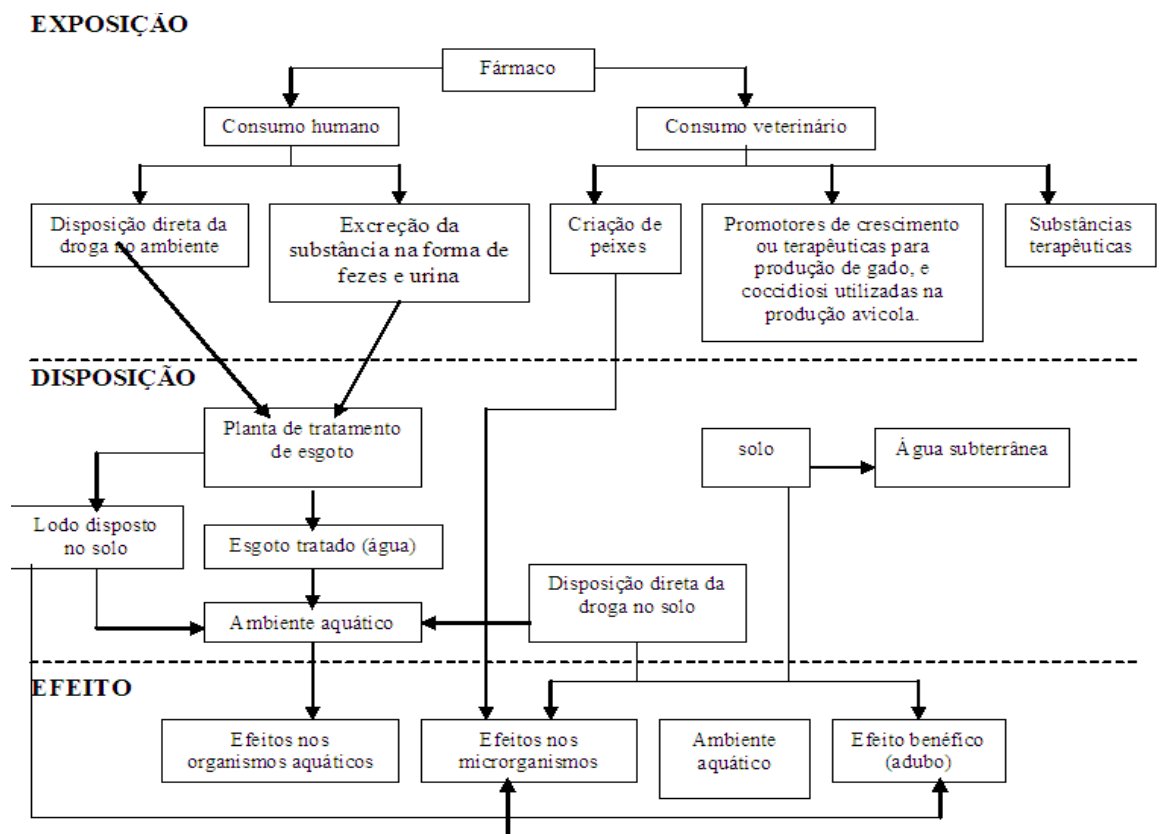 EXPOSIÇÃO
Fármaco
Consumo humano
Consumo veterinário
Disposição direta da
droga no ambiente
Excreção da
substância na forma de
fezes e urina
Criação de
peixes
Promotores de crescimento
ou terapêuticas para
produção de gado, e
coccidiosi utilizadas na
produção avicola.
Substâncias
terapêuticas
DISPOSIÇÃO
Planta de tratamento
de esgoto
solo
Água subterrânea
Lodo disposto
no solo
Esgoto tratado (água)
Disposição direta da
droga no solo
Ambiente aquático
EFEITO
Efeitos nos
organismos aquáticos
Efeitos nos
microrganismos
Ambiente
aquático
Efeito benéfico
(adubo)